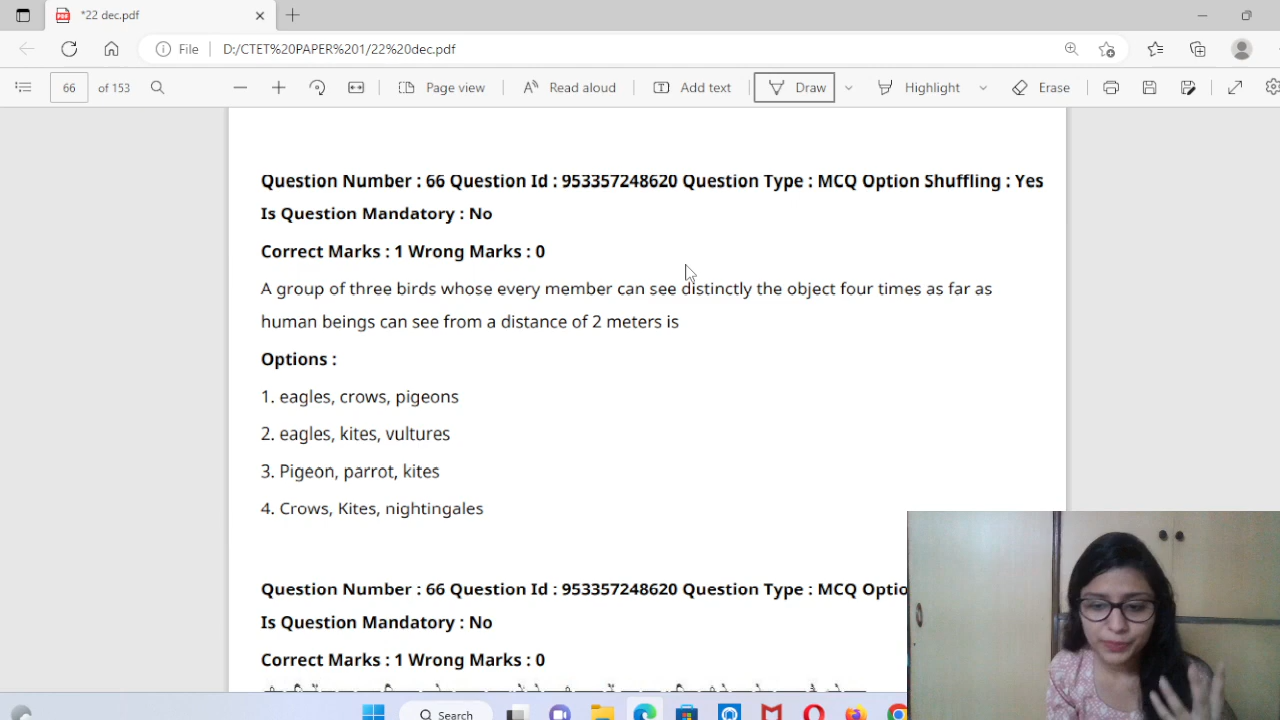 *22 dec.pdf
File D:/CTET%20PAPER%201/22%20dec.pdf
66 of 153 Page view Read aloud Add text Draw Highlight Erase
Question Number : 66 Question Id : 953357248620 Question Type : MCQ Option Shuffling : Yes
Is Question Mandatory : No
Correct Marks : 1 Wrong Marks : 0
A group of three birds whose every member can see distinctly the object four times as far as
human beings can see from a distance of 2 meters is
Options :
1. eagles, crows, pigeons
2. eagles, kites, vultures
3. Pigeon, parrot, kites
4. Crows, Kites, nightingales
Question Number : 66 Question Id : 953357248620 Question Type : MCQ Optio
Is Question Mandatory : No
Correct Marks : 1 Wrong Marks : 0
Search